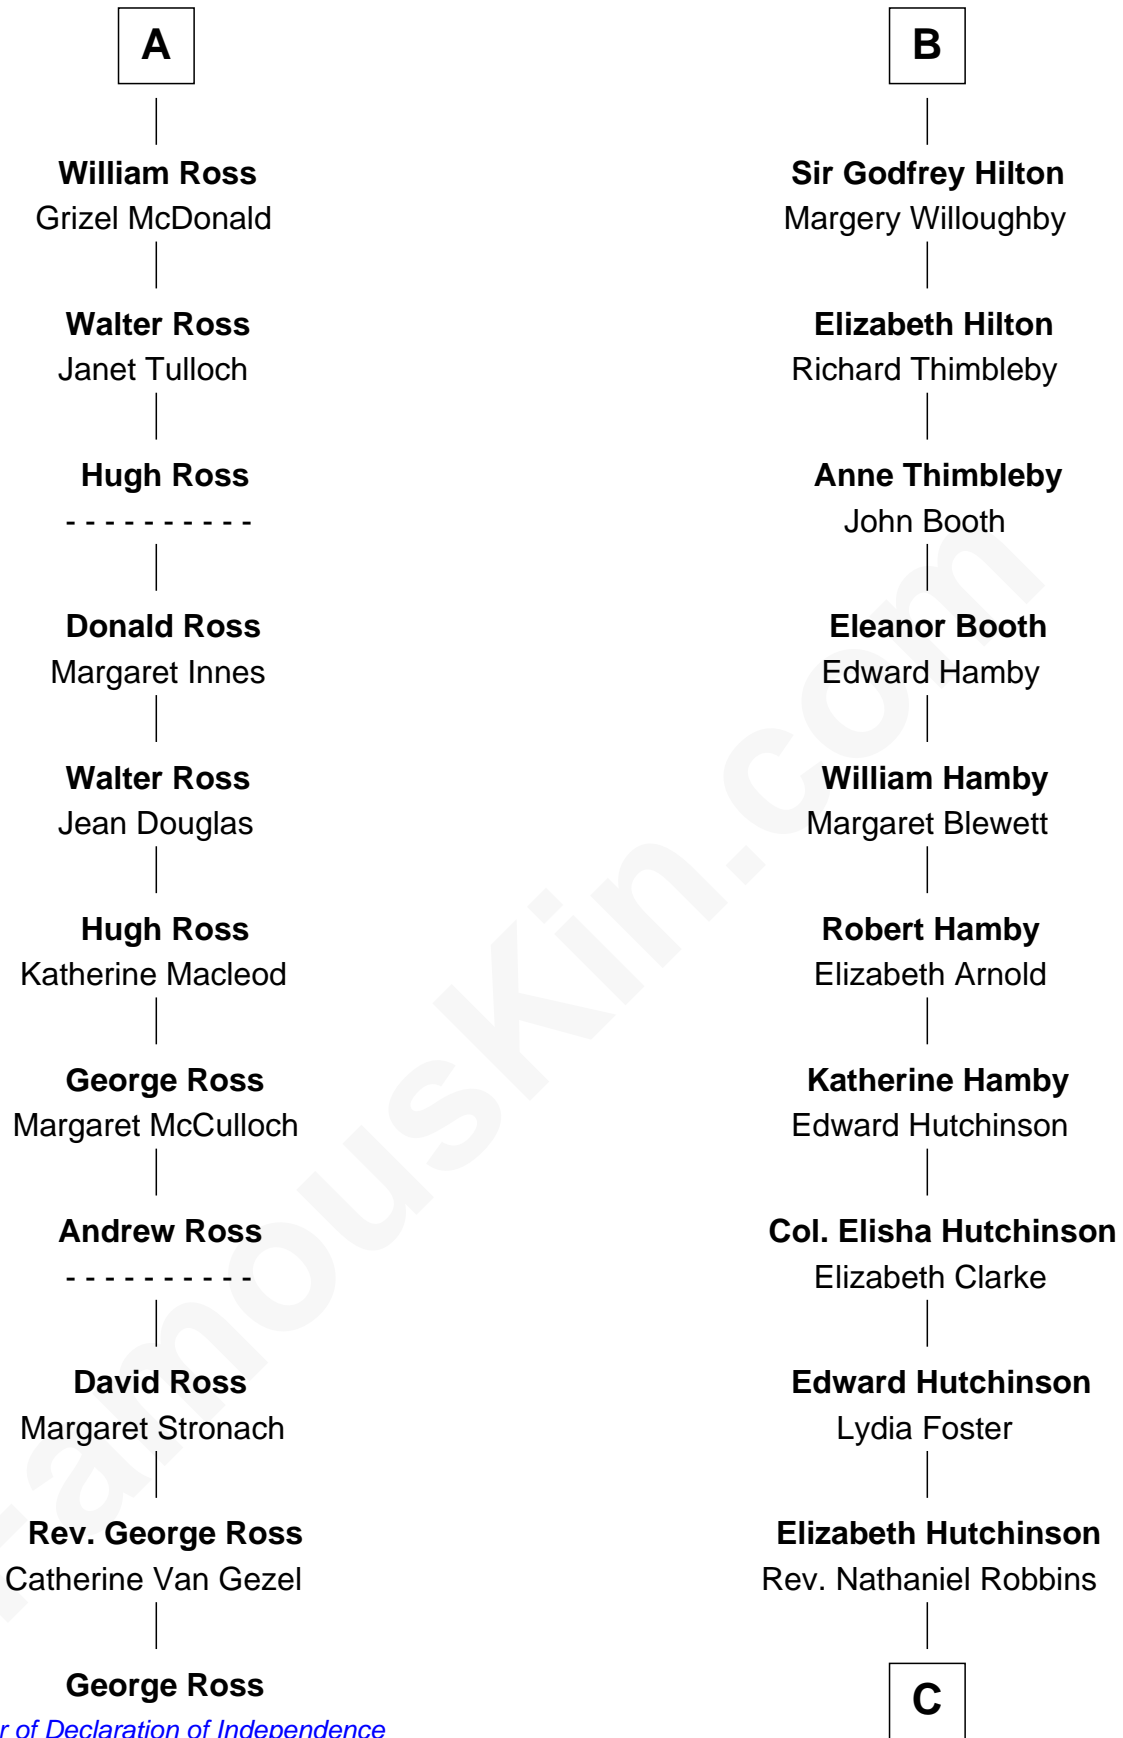 A
William Ross
Grizel McDonald
Walter Ross
Janet Tulloch
Hugh Ross
- - - - - - - - - -
Donald Ross
Margaret Innes
Walter Ross
Jean Douglas
Hugh Ross
Katherine Macleod
George Ross
Margaret McCulloch
Andrew Ross
- - - - - - - - - -
David Ross
Margaret Stronach
Rev. George Ross
Catherine Van Gezel
George Ross
of Declaration of Independence
B
Sir Godfrey Hilton
Margery Willoughby
Elizabeth Hilton
Richard Thimbleby
Anne Thimbleby
John Booth
Eleanor Booth
Edward Hamby
William Hamby
Margaret Blewett
Robert Hamby
Elizabeth Arnold
Katherine Hamby
Edward Hutchinson
Col. Elisha Hutchinson
Elizabeth Clarke
Edward Hutchinson
Lydia Foster
Elizabeth Hutchinson
Rev. Nathaniel Robbins
C
FamousKin.com